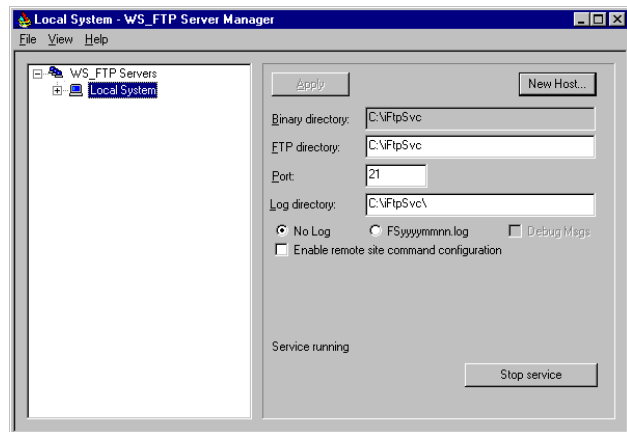 Local System - WS_FTP Server Manager
File View Help
WS_FTP Servers
Local System
Apply
New Host...
Binary directory: C:\iFtpSvc
FTP directory: C:\iFtpSvc
Port: 21
Log directory: C:\iFtpSvc\
No Log FSyyyymmnn.log Debug Msgs
Enable remote site command configuration
Service running
Stop service